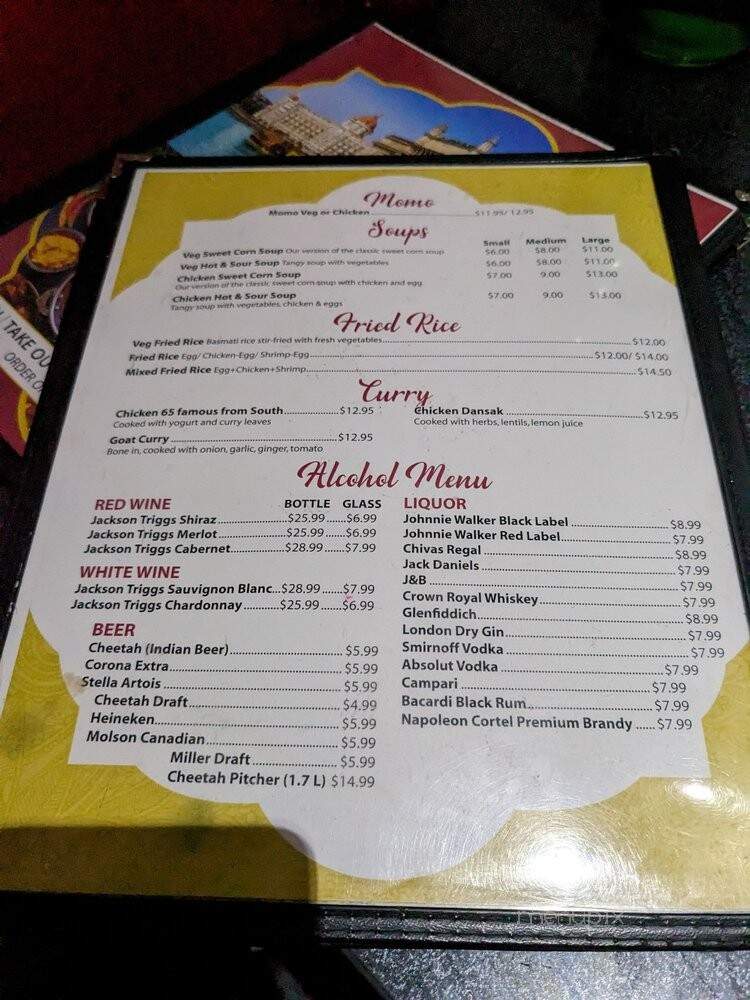 TAKE OU
ORDER O
Momo
Momo Veg or Chicken $11.95/ 12.95
Soups
Small Medium Large
Veg Sweet Corn Soup Our version of the classic sweet corn soup $6.00 $8.00 $11.00
Veg Hot & Sour Soup Tangy soup with vegetables $6.00 $8.00 $11.00
Chicken Sweet Corn Soup $7.00 9.00 $13.00
Our version of the classic sweet corn soup with chicken and egg
Chicken Hot & Sour Soup $7.00 9.00 $13.00
Tangy soup with vegetables, chicken & eggs
Fried Rice
Veg Fried Rice Basmati rice stir-fried with fresh vegetables $12.00
Fried Rice Egg/ Chicken-Egg/ Shrimp-Egg $12.00/ $14.00
Mixed Fried Rice Egg+Chicken+Shrimp $14.50
Curry
Chicken 65 famous from South $12.95
Cooked with yogurt and curry leaves
Goat Curry $12.95
Bone in, cooked with onion, garlic, ginger, tomato
Chicken Dansak $12.95
Cooked with herbs, lentils, lemon juice
Alcohol Menu
RED WINE BOTTLE GLASS
Jackson Triggs Shiraz $25.99 $6.99
Jackson Triggs Merlot $25.99 $6.99
Jackson Triggs Cabernet $28.99 $7.99
WHITE WINE
Jackson Triggs Sauvignon Blanc $28.99 $7.99
Jackson Triggs Chardonnay $25.99 $6.99
BEER
Cheetah (Indian Beer) $5.99
Corona Extra $5.99
Stella Artois $5.99
Cheetah Draft $4.99
Heineken $5.99
Molson Canadian $5.99
Miller Draft $5.99
Cheetah Pitcher (1.7 L) $14.99
LIQUOR
Johnnie Walker Black Label $8.99
Johnnie Walker Red Label $7.99
Chivas Regal $8.99
Jack Daniels $7.99
J&B $7.99
Crown Royal Whiskey $7.99
Glenfiddich $8.99
London Dry Gin $7.99
Smirnoff Vodka $7.99
Absolut Vodka $7.99
Campari $7.99
Bacardi Black Rum $7.99
Napoleon Cortel Premium Brandy $7.99
menupix